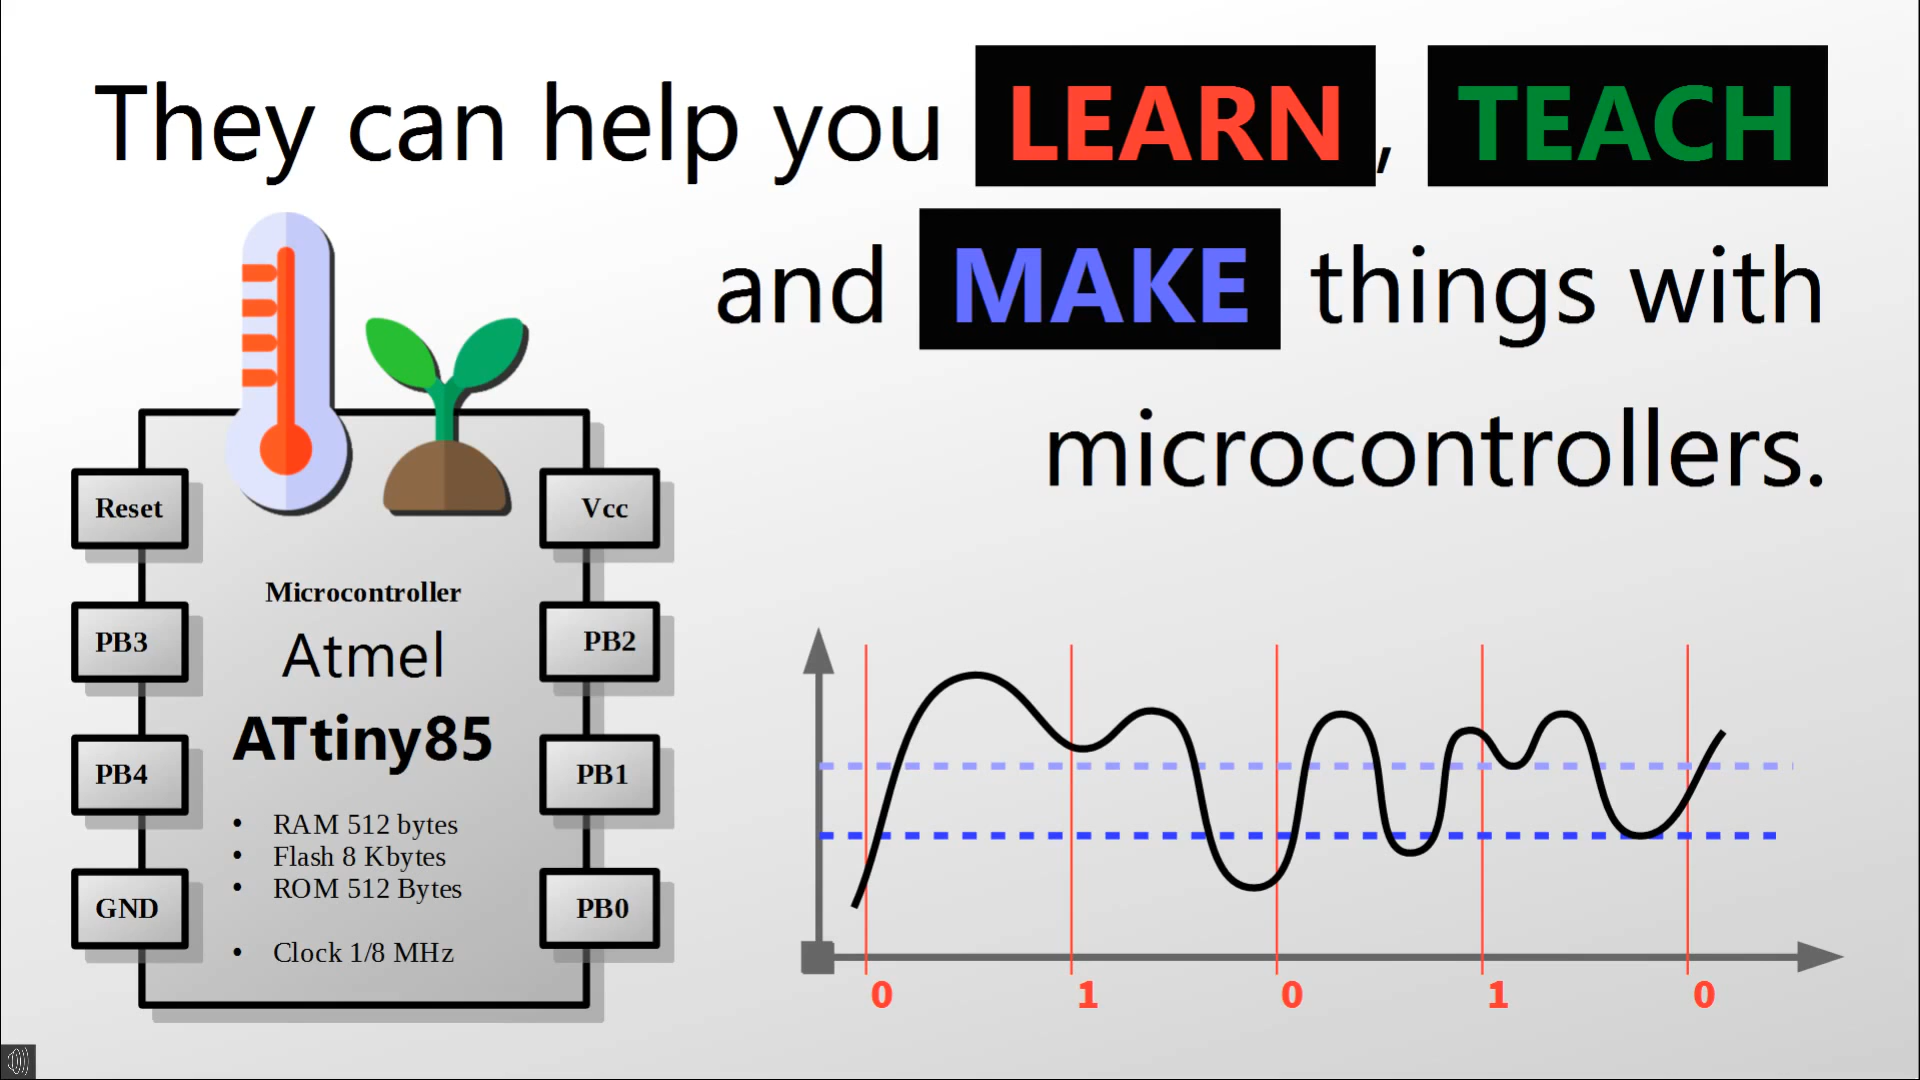 They can help you LEARN, TEACH
and MAKE things with
microcontrollers.
Reset
Vcc
Microcontroller
PB3
Atmel
PB2
ATtiny85
PB4
PB1
• RAM 512 bytes
• Flash 8 Kbytes
• ROM 512 Bytes
GND
PB0
• Clock 1/8 MHz
0 1 0 1 0